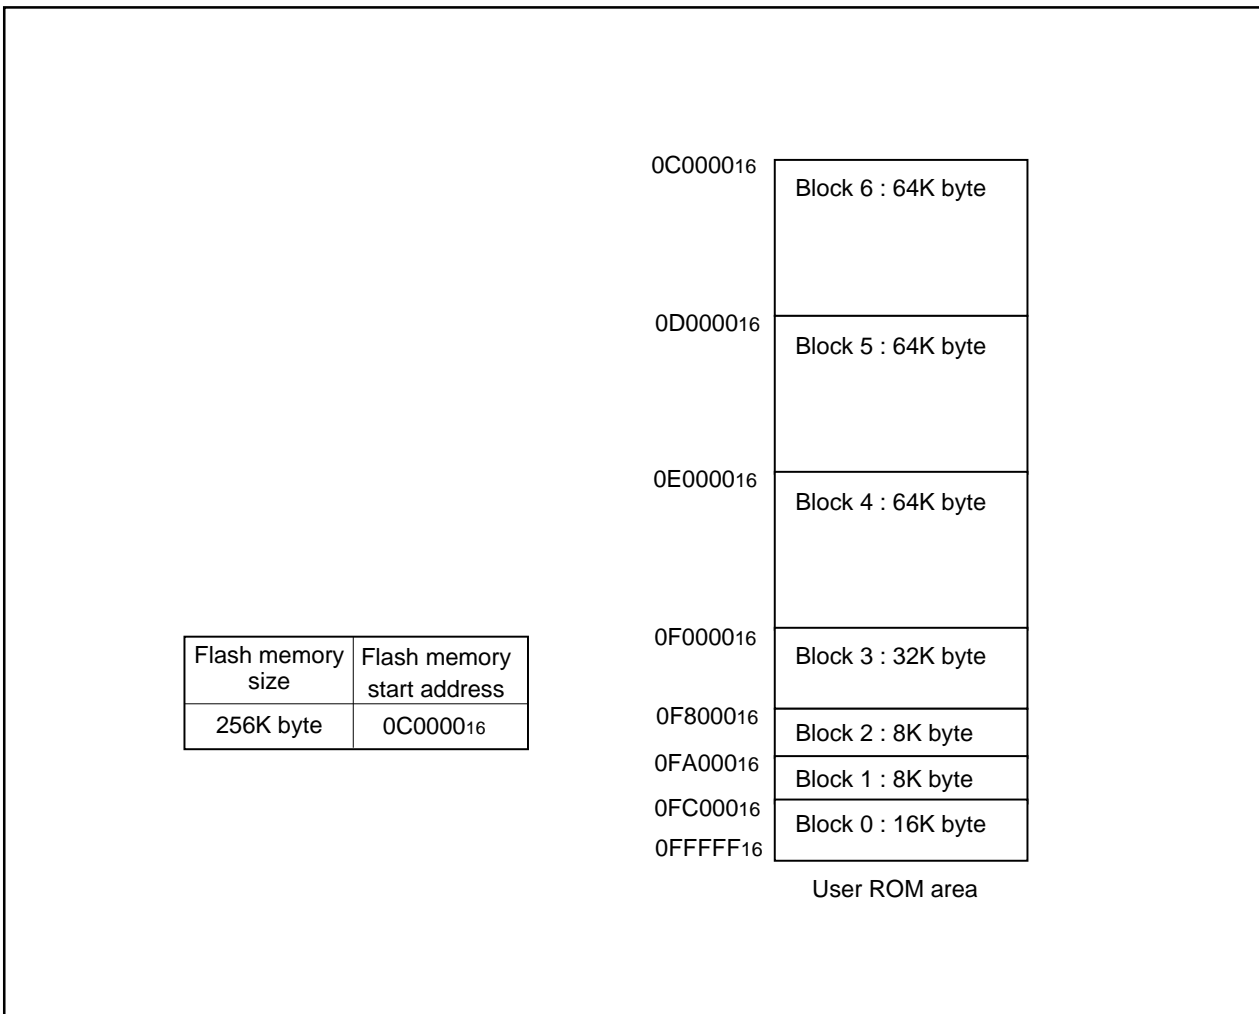 0C000016
Block 6 : 64K byte
0D000016
Block 5 : 64K byte
0E000016
Block 4 : 64K byte
0F000016
Block 3 : 32K byte
0F800016
Block 2 : 8K byte
0FA00016
Block 1 : 8K byte
0FC00016
Block 0 : 16K byte
0FFFFF16
User ROM area
Flash memory size
Flash memory start address
256K byte
0C000016